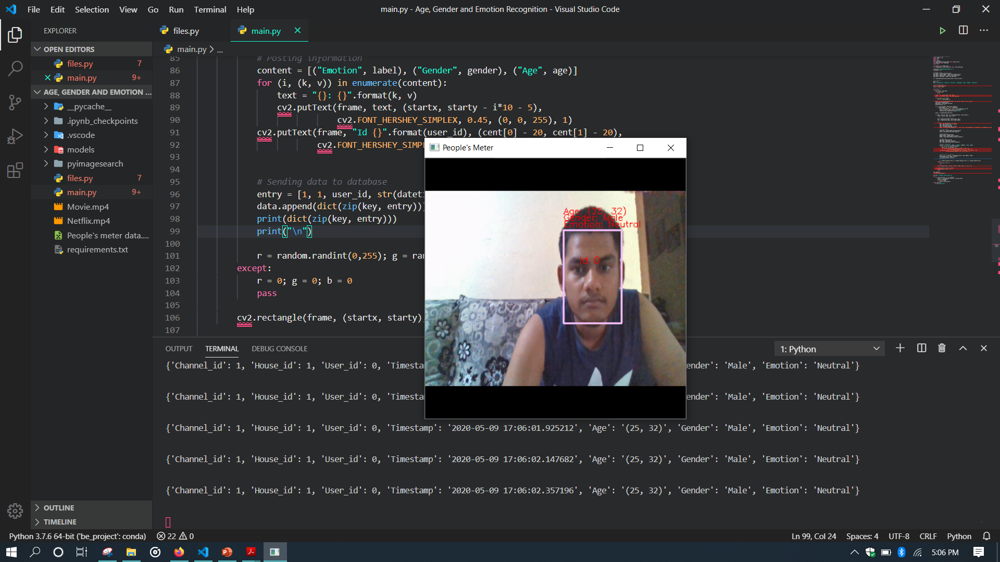 File Edit Selection View Go Run Terminal Help
main.py - Age, Gender and Emotion Recognition - Visual Studio Code
EXPLORER
OPEN EDITORS
files.py 7
main.py 9+
AGE, GENDER AND EMOTION ...
__pycache__
.ipynb_checkpoints
.vscode
models
pyimagesearch
files.py 7
main.py 9+
Movie.mp4
Netflix.mp4
People's meter data....
requirements.txt
OUTLINE
TIMELINE
files.py
main.py
main.py > ...
85 # Posting information
86 content = [("Emotion", label), ("Gender", gender), ("Age", age)]
87 for (i, (k, v)) in enumerate(content):
88 text = "{}: {}".format(k, v)
89 cv2.putText(frame, text, (startx, starty - i*10 - 5),
90 cv2.FONT_HERSHEY_SIMPLEX, 0.45, (0, 0, 255), 1)
91 cv2.putText(frame, "Id {}".format(user_id), (cent[0] - 20, cent[1] - 20),
92 cv2.FONT_HERSHEY_SIMP
93
94
95 # Sending data to database
96 entry = [1, 1, user_id, str(dateti
97 data.append(dict(zip(key, entry))
98 print(dict(zip(key, entry)))
99 print("\n")
100
101 r = random.randint(0,255); g = ran
102 except:
103 r = 0; g = 0; b = 0
104 pass
105
106 cv2.rectangle(frame, (startx, starty),
107
People's Meter
Age: (25, 32)
Gender: Male
Emotion: Neutral
Id 0
OUTPUT TERMINAL DEBUG CONSOLE
1: Python
{'Channel_id': 1, 'House_id': 1, 'User_id': 0, 'Timesta ender': 'Male', 'Emotion': 'Neutral'}
{'Channel_id': 1, 'House_id': 1, 'User_id': 0, 'Timesta ender': 'Male', 'Emotion': 'Neutral'}
{'Channel_id': 1, 'House_id': 1, 'User_id': 0, 'Timestamp': '2020-05-09 17:06:01.925212', 'Age': '(25, 32)', 'Gender': 'Male', 'Emotion': 'Neutral'}
{'Channel_id': 1, 'House_id': 1, 'User_id': 0, 'Timestamp': '2020-05-09 17:06:02.147682', 'Age': '(25, 32)', 'Gender': 'Male', 'Emotion': 'Neutral'}
{'Channel_id': 1, 'House_id': 1, 'User_id': 0, 'Timestamp': '2020-05-09 17:06:02.357196', 'Age': '(25, 32)', 'Gender': 'Male', 'Emotion': 'Neutral'}
Python 3.7.6 64-bit ('be_project': conda) 22 0
Ln 99, Col 24 Spaces: 4 UTF-8 CRLF Python
5:06 PM